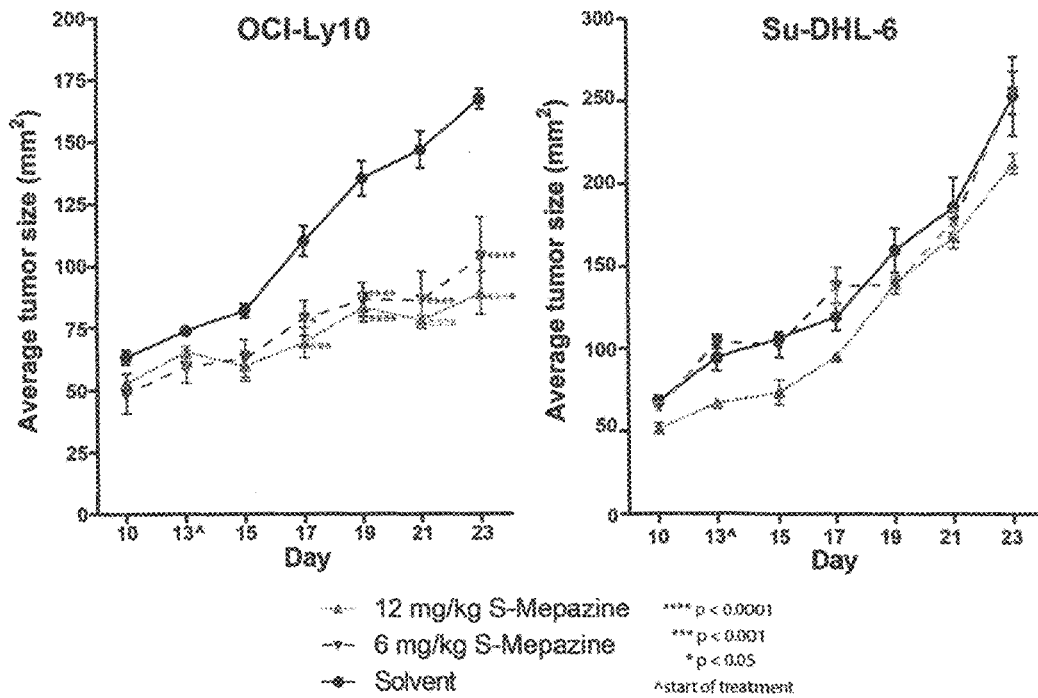 OCI-Ly10
Average tumor size (mm²)
200
175
150
125
100
75
50
25
0
10 13^ 15 17 19 21 23
Day
****
****
Su-DHL-6
Average tumor size (mm²)
300
250
200
150
100
50
0
10 13^ 15 17 19 21 23
Day
12 mg/kg S-Mepazine
6 mg/kg S-Mepazine
Solvent
**** p < 0.0001
*** p < 0.001
* p < 0.05
^start of treatment